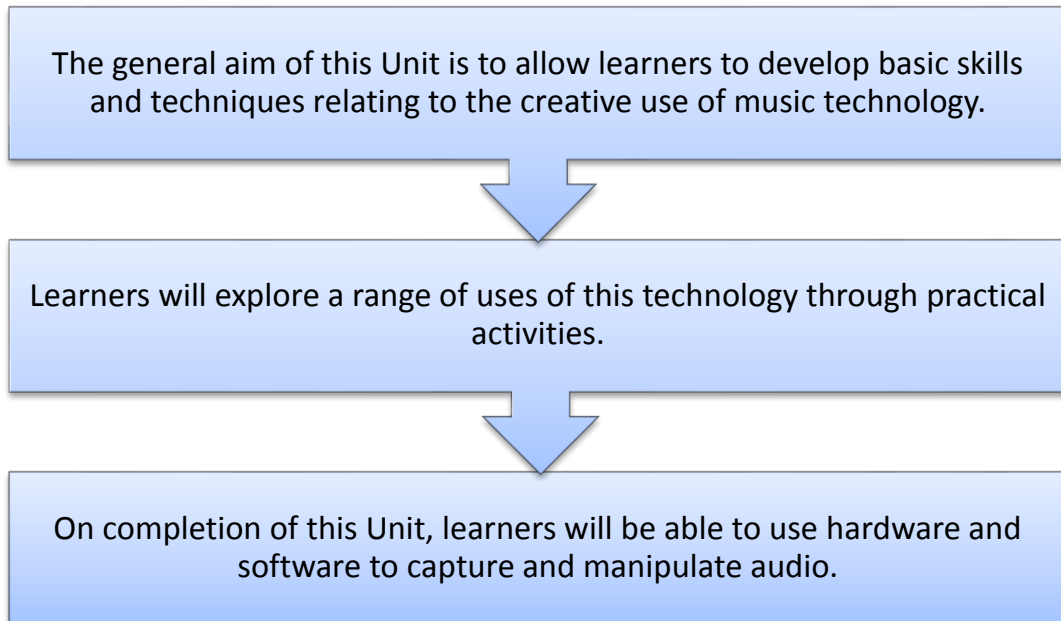 The general aim of this Unit is to allow learners to develop basic skills
and techniques relating to the creative use of music technology.
Learners will explore a range of uses of this technology through practical
activities.
On completion of this Unit, learners will be able to use hardware and
software to capture and manipulate audio.